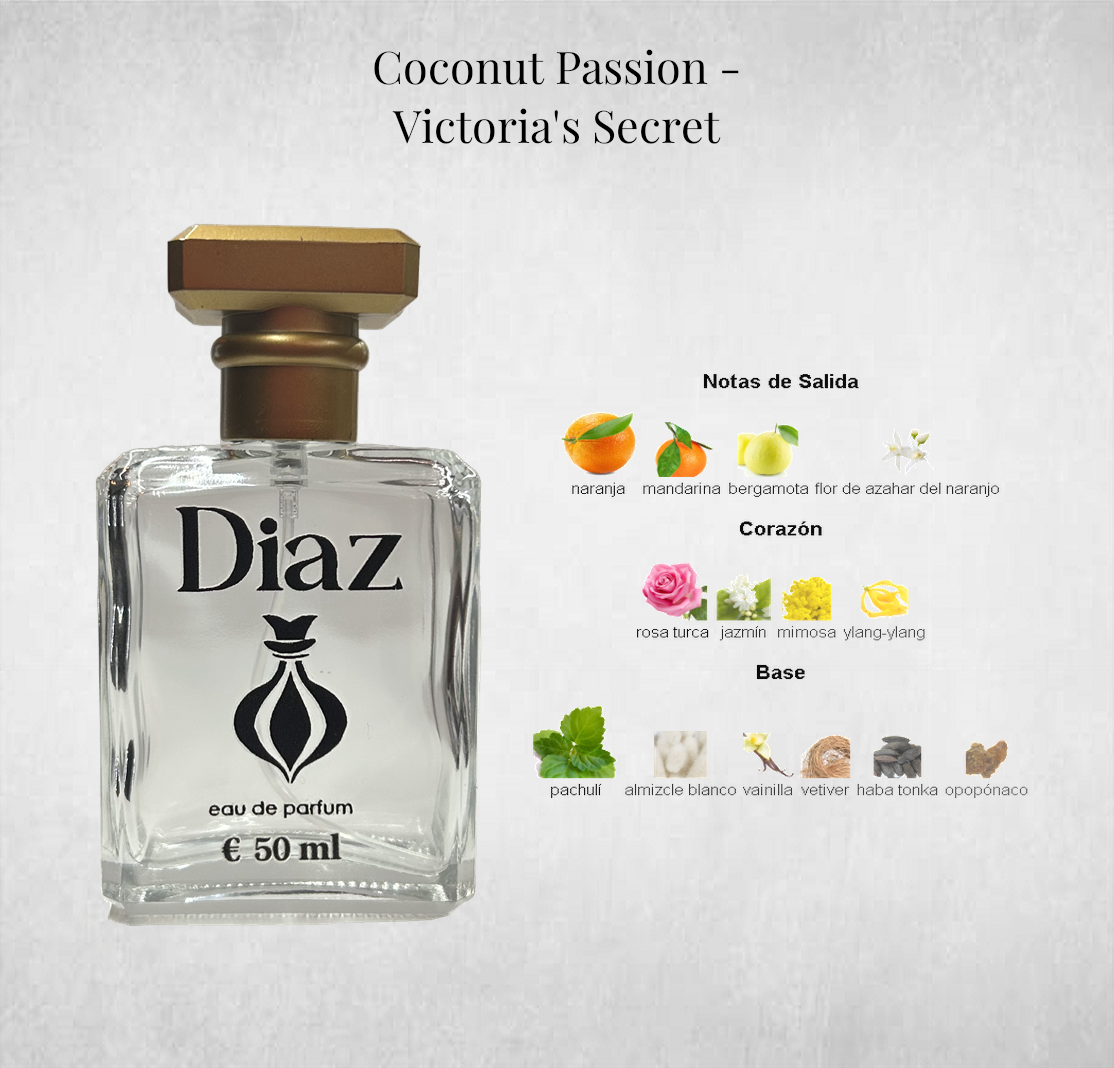 Coconut Passion -
Victoria's Secret
Diaz
eau de parfum
€ 50 ml
Notas de Salida
naranja mandarina bergamota flor de azahar del naranjo
Corazón
rosa turca jazmín mimosa ylang-ylang
Base
pachulí almizcle blanco vainilla vetiver haba tonka opopónaco